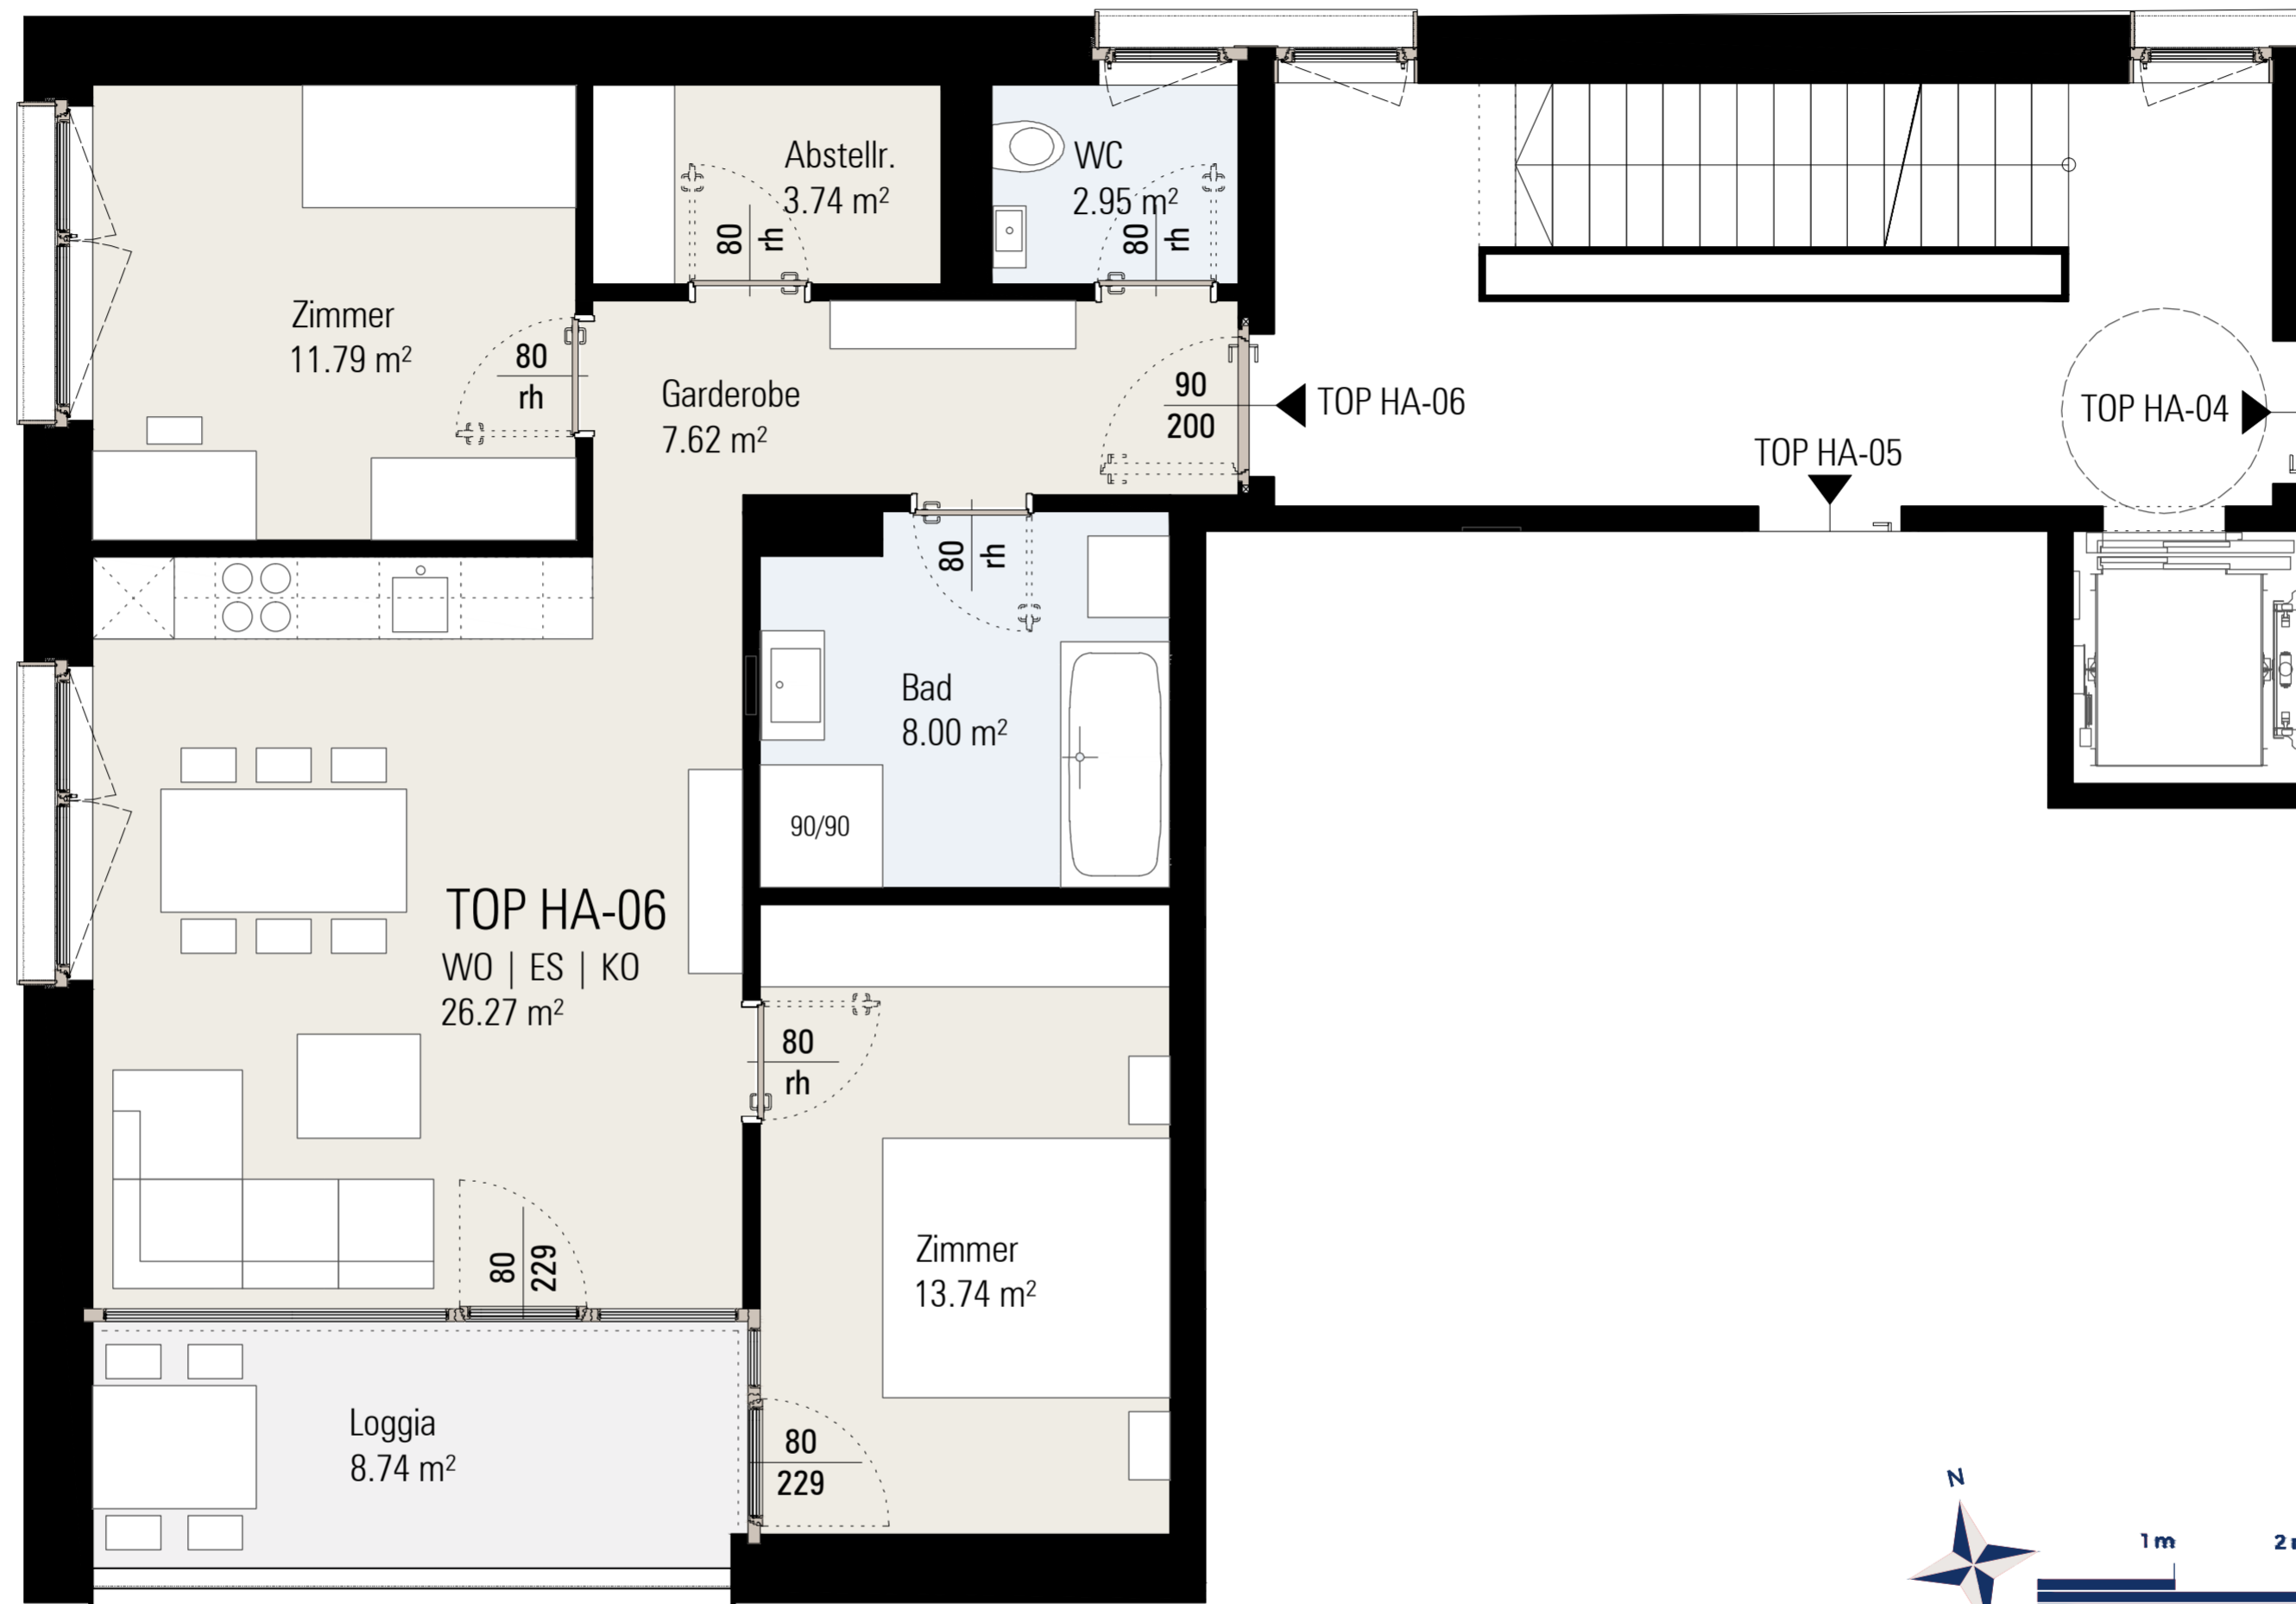 Abstellr.
3.74 m²
80
rh
WC
2.95 m²
80
rh
Zimmer
11.79 m²
80
rh
Garderobe
7.62 m²
90
200
TOP HA-06
TOP HA-04
TOP HA-05
80
rh
Bad
8.00 m²
90/90
TOP HA-06
WO | ES | KO
26.27 m²
80
rh
80
229
Zimmer
13.74 m²
Loggia
8.74 m²
80
229
N
1m
2